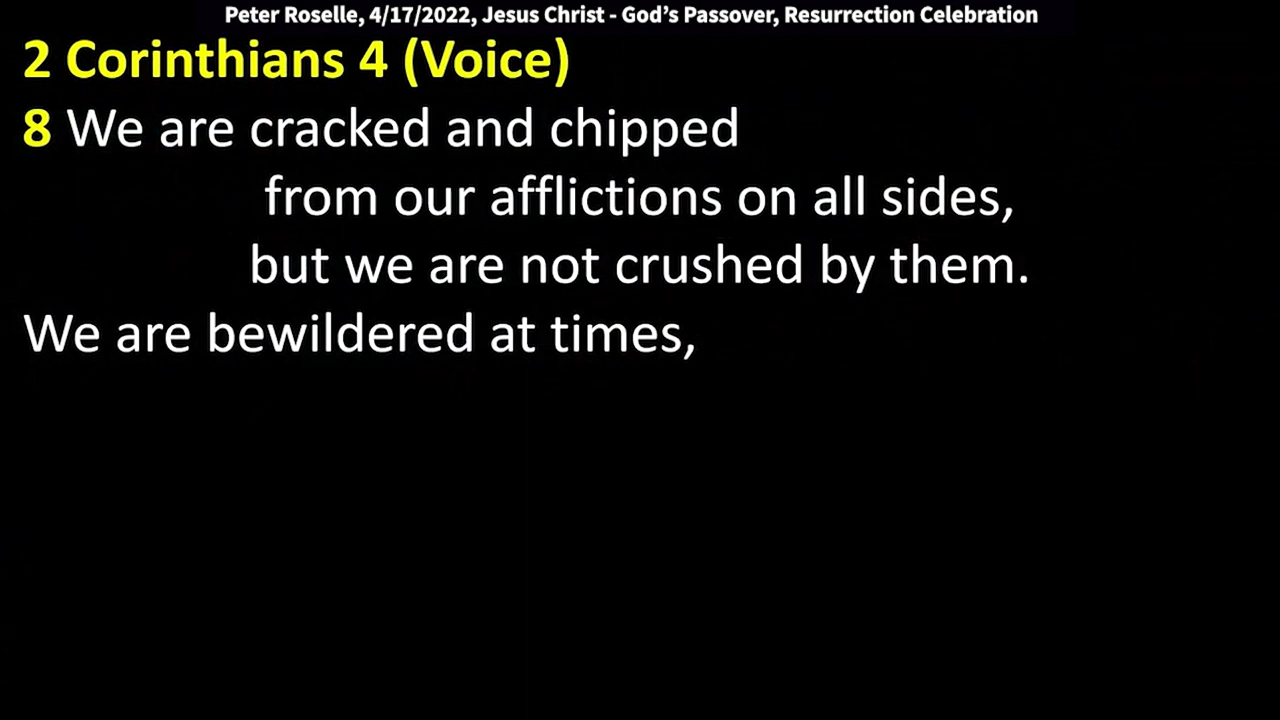 Peter Roselle, 4/17/2022, Jesus Christ - God’s Passover, Resurrection Celebration
2 Corinthians 4 (Voice)
8 We are cracked and chipped
from our afflictions on all sides,
but we are not crushed by them.
We are bewildered at times,